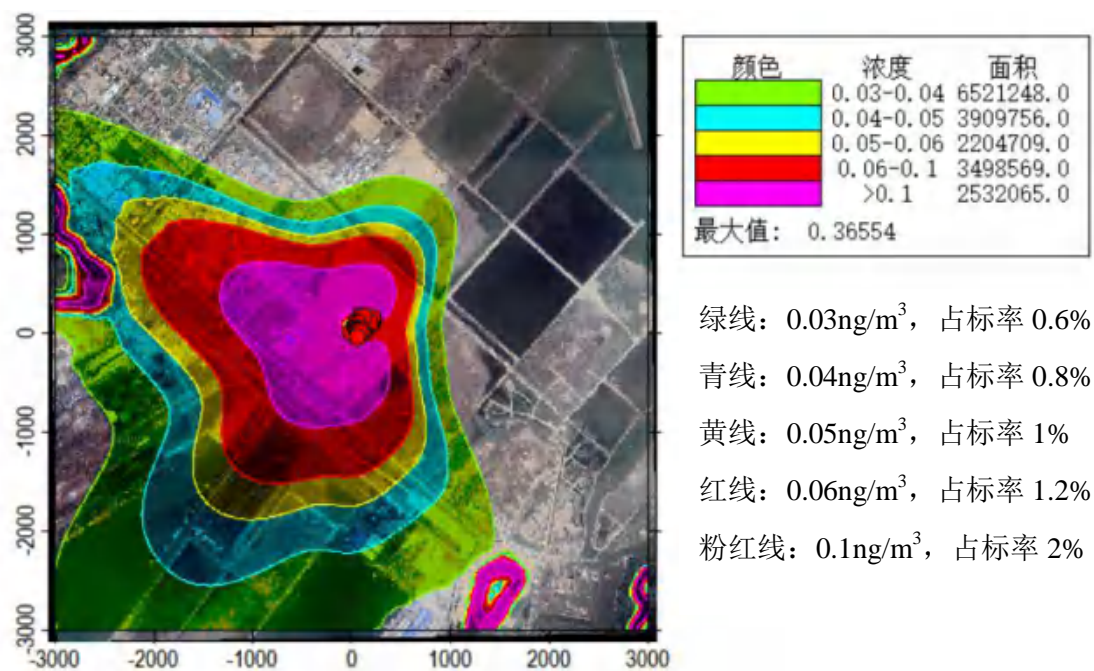 3000
2000
1000
0
-1000
-2000
-3000
-3000 -2000 -1000 0 1000 2000 3000
颜色 浓度 面积
0.03-0.04 6521248.0
0.04-0.05 3909756.0
0.05-0.06 2204709.0
0.06-0.1 3498569.0
>0.1 2532065.0
最大值: 0.36554
绿线：0.03ng/m³，占标率 0.6%
青线：0.04ng/m³，占标率 0.8%
黄线：0.05ng/m³，占标率 1%
红线：0.06ng/m³，占标率 1.2%
粉红线：0.1ng/m³，占标率 2%